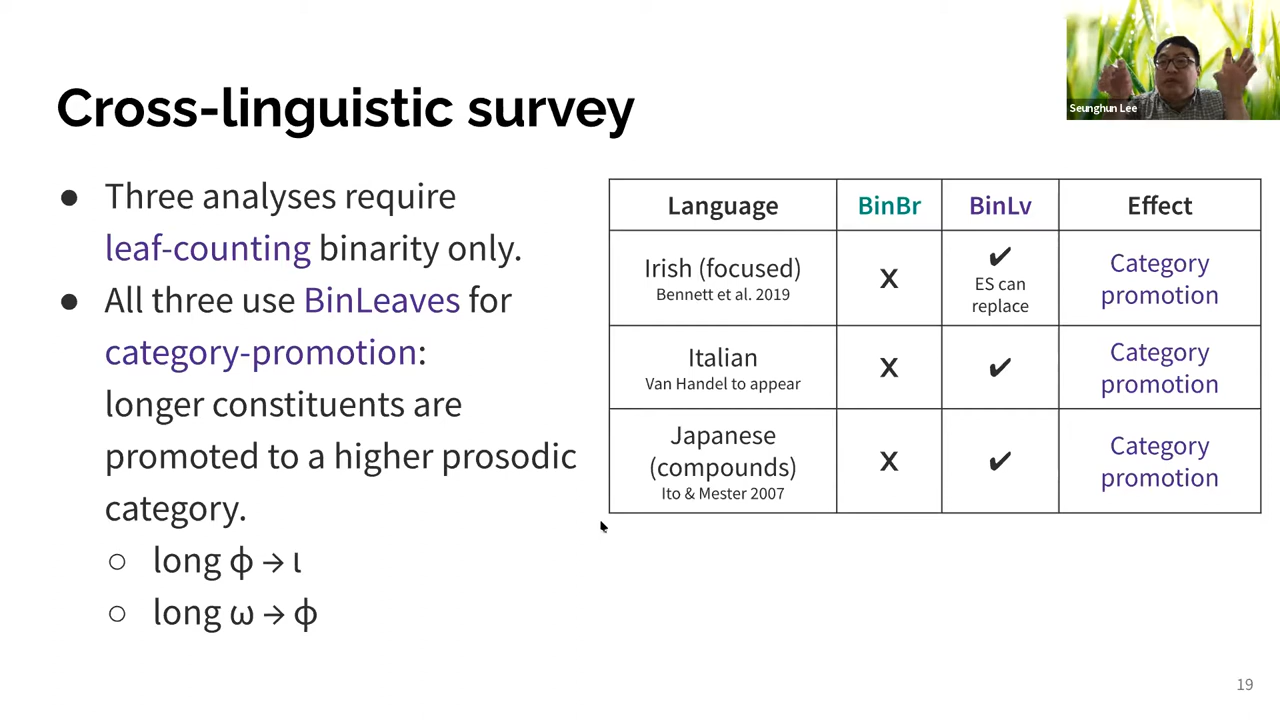 Seunghun Lee
Cross-linguistic survey
● Three analyses require
leaf-counting binarity only.
● All three use BinLeaves for
category-promotion:
longer constituents are
promoted to a higher prosodic
category.
○ long φ → ι
○ long ω → φ
Language BinBr BinLv Effect
Irish (focused)
Bennett et al. 2019
X
✔
ES can
replace
Category
promotion
Italian
Van Handel to appear
X
✔
Category
promotion
Japanese
(compounds)
Ito & Mester 2007
X
✔
Category
promotion
19